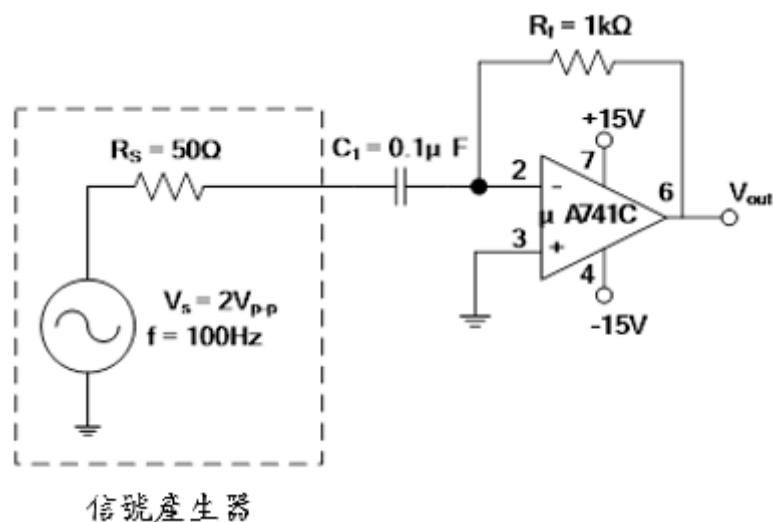 Rf = 1kΩ
+15V
RS = 50Ω
C1 = 0.1μ F
7
2
-
6
Vout
μ A741C
3
+
4
-15V
Vs = 2Vp-p
f = 100Hz
信號產生器